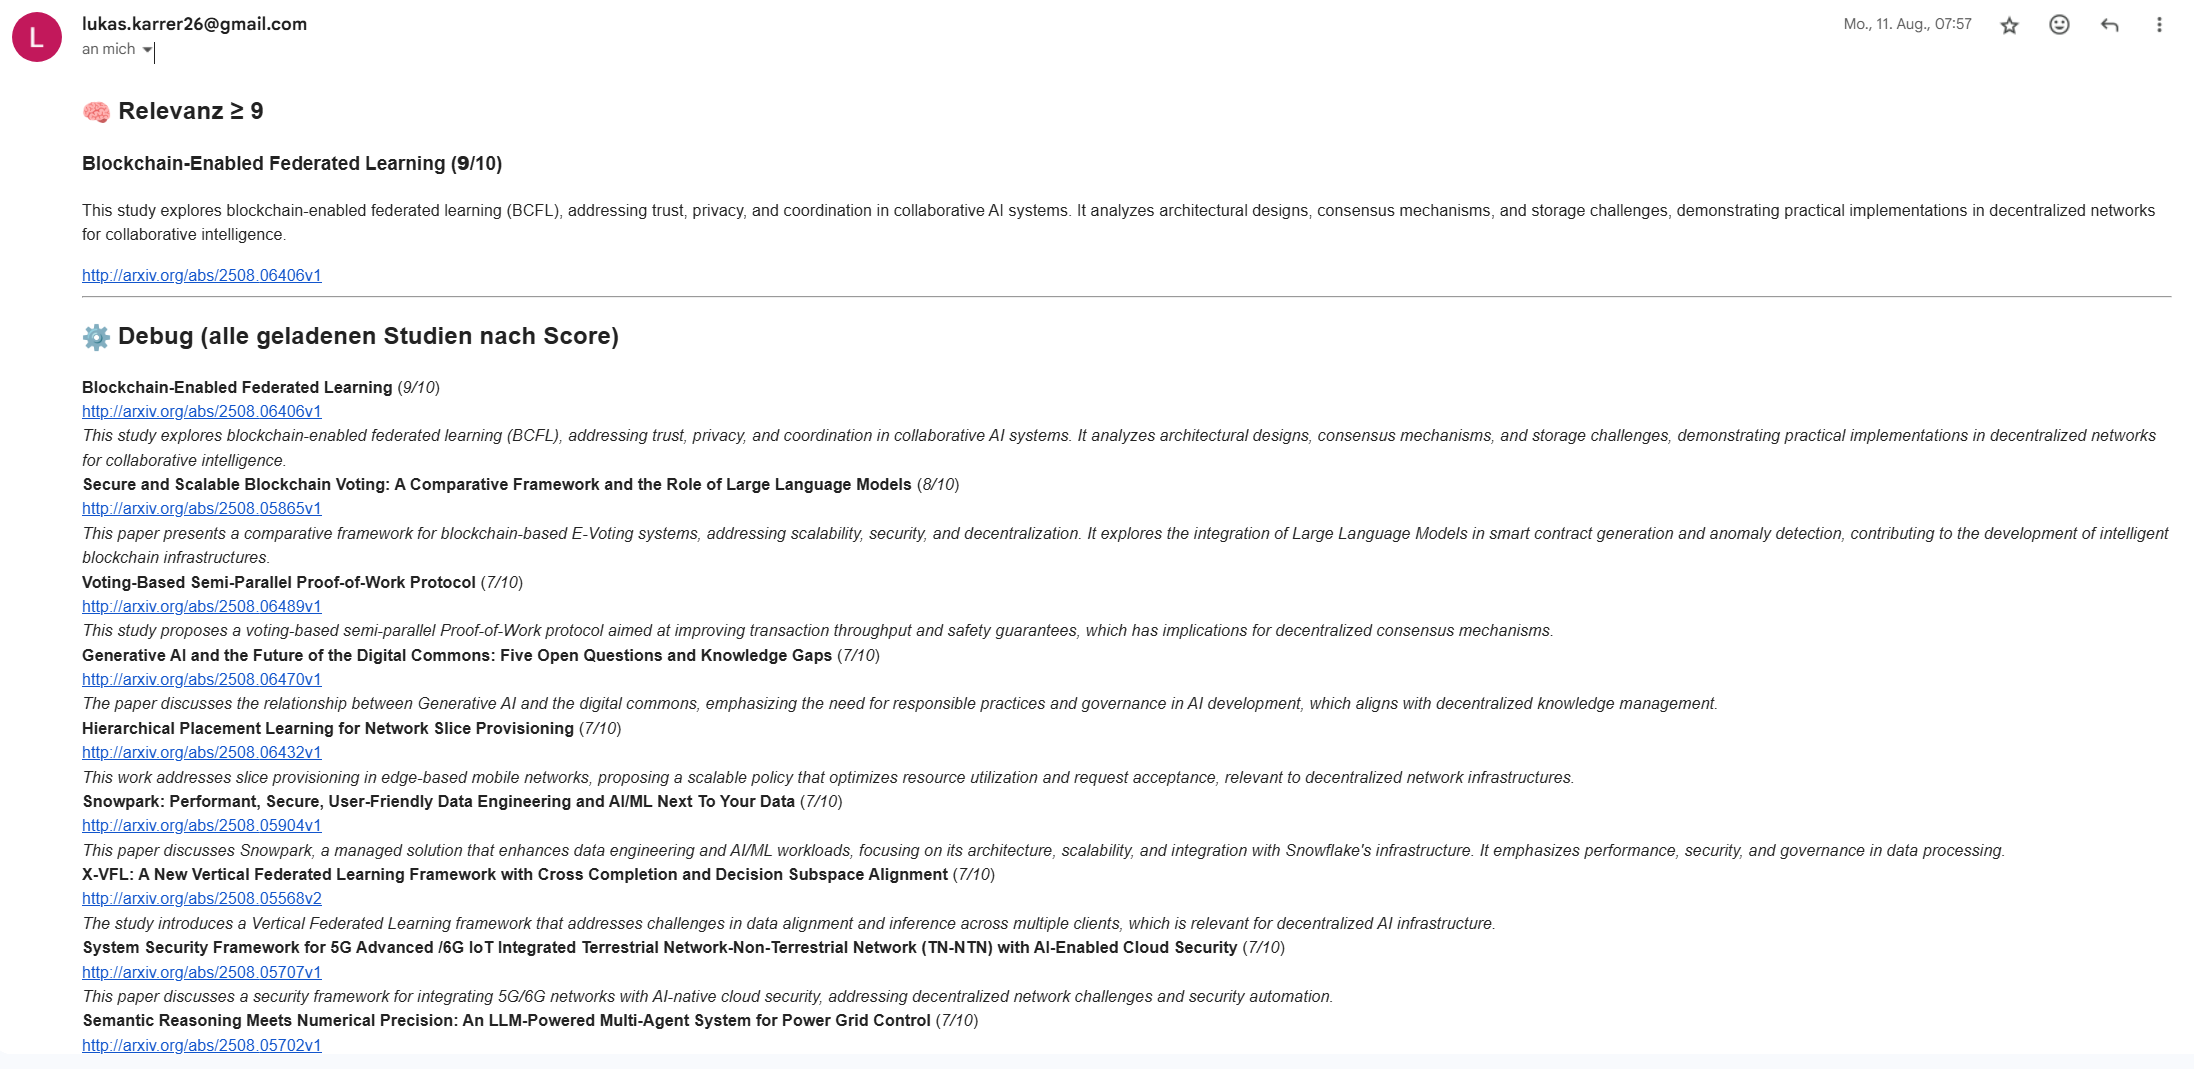 L
lukas.karrer26@gmail.com
Mo., 11. Aug., 07:57
an mich
🧠 Relevanz ≥ 9
Blockchain-Enabled Federated Learning (9/10)
This study explores blockchain-enabled federated learning (BCFL), addressing trust, privacy, and coordination in collaborative AI systems. It analyzes architectural designs, consensus mechanisms, and storage challenges, demonstrating practical implementations in decentralized networks
for collaborative intelligence.
http://arxiv.org/abs/2508.06406v1
⚙️ Debug (alle geladenen Studien nach Score)
Blockchain-Enabled Federated Learning (9/10)
http://arxiv.org/abs/2508.06406v1
This study explores blockchain-enabled federated learning (BCFL), addressing trust, privacy, and coordination in collaborative AI systems. It analyzes architectural designs, consensus mechanisms, and storage challenges, demonstrating practical implementations in decentralized networks
for collaborative intelligence.
Secure and Scalable Blockchain Voting: A Comparative Framework and the Role of Large Language Models (8/10)
http://arxiv.org/abs/2508.05865v1
This paper presents a comparative framework for blockchain-based E-Voting systems, addressing scalability, security, and decentralization. It explores the integration of Large Language Models in smart contract generation and anomaly detection, contributing to the development of intelligent
blockchain infrastructures.
Voting-Based Semi-Parallel Proof-of-Work Protocol (7/10)
http://arxiv.org/abs/2508.06489v1
This study proposes a voting-based semi-parallel Proof-of-Work protocol aimed at improving transaction throughput and safety guarantees, which has implications for decentralized consensus mechanisms.
Generative AI and the Future of the Digital Commons: Five Open Questions and Knowledge Gaps (7/10)
http://arxiv.org/abs/2508.06470v1
The paper discusses the relationship between Generative AI and the digital commons, emphasizing the need for responsible practices and governance in AI development, which aligns with decentralized knowledge management.
Hierarchical Placement Learning for Network Slice Provisioning (7/10)
http://arxiv.org/abs/2508.06432v1
This work addresses slice provisioning in edge-based mobile networks, proposing a scalable policy that optimizes resource utilization and request acceptance, relevant to decentralized network infrastructures.
Snowpark: Performant, Secure, User-Friendly Data Engineering and AI/ML Next To Your Data (7/10)
http://arxiv.org/abs/2508.05904v1
This paper discusses Snowpark, a managed solution that enhances data engineering and AI/ML workloads, focusing on its architecture, scalability, and integration with Snowflake's infrastructure. It emphasizes performance, security, and governance in data processing.
X-VFL: A New Vertical Federated Learning Framework with Cross Completion and Decision Subspace Alignment (7/10)
http://arxiv.org/abs/2508.05568v2
The study introduces a Vertical Federated Learning framework that addresses challenges in data alignment and inference across multiple clients, which is relevant for decentralized AI infrastructure.
System Security Framework for 5G Advanced /6G IoT Integrated Terrestrial Network-Non-Terrestrial Network (TN-NTN) with AI-Enabled Cloud Security (7/10)
http://arxiv.org/abs/2508.05707v1
This paper discusses a security framework for integrating 5G/6G networks with AI-native cloud security, addressing decentralized network challenges and security automation.
Semantic Reasoning Meets Numerical Precision: An LLM-Powered Multi-Agent System for Power Grid Control (7/10)
http://arxiv.org/abs/2508.05702v1